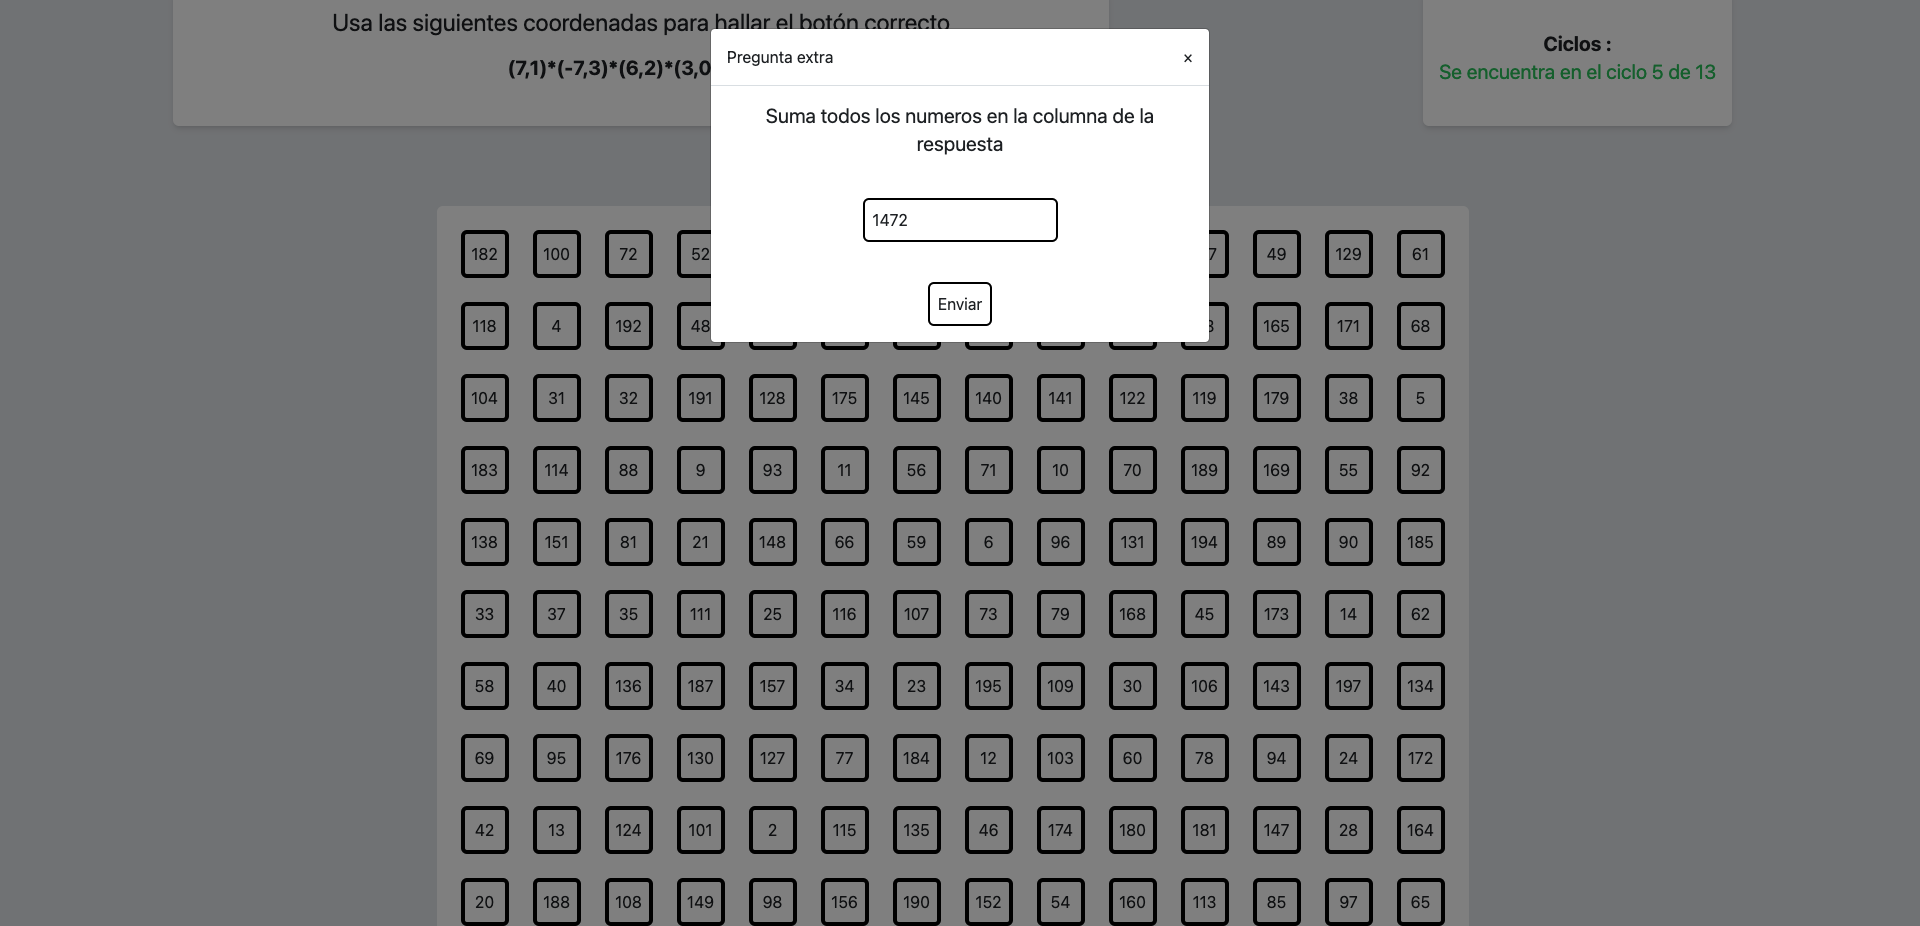 Usa las siguientes coordenadas para hallar el botón correcto
(7,1)*(-7,3)*(6,2)*(3,0
Ciclos :
Se encuentra en el ciclo 5 de 13
Pregunta extra ×
Suma todos los numeros en la columna de la
respuesta
1472
Enviar
182 100 72 52 7 49 129 61
118 4 192 48 165 171 68
104 31 32 191 128 175 145 140 141 122 119 179 38 5
183 114 88 9 93 11 56 71 10 70 189 169 55 92
138 151 81 21 148 66 59 6 96 131 194 89 90 185
33 37 35 111 25 116 107 73 79 168 45 173 14 62
58 40 136 187 157 34 23 195 109 30 106 143 197 134
69 95 176 130 127 77 184 12 103 60 78 94 24 172
42 13 124 101 2 115 135 46 174 180 181 147 28 164
20 188 108 149 98 156 190 152 54 160 113 85 97 65